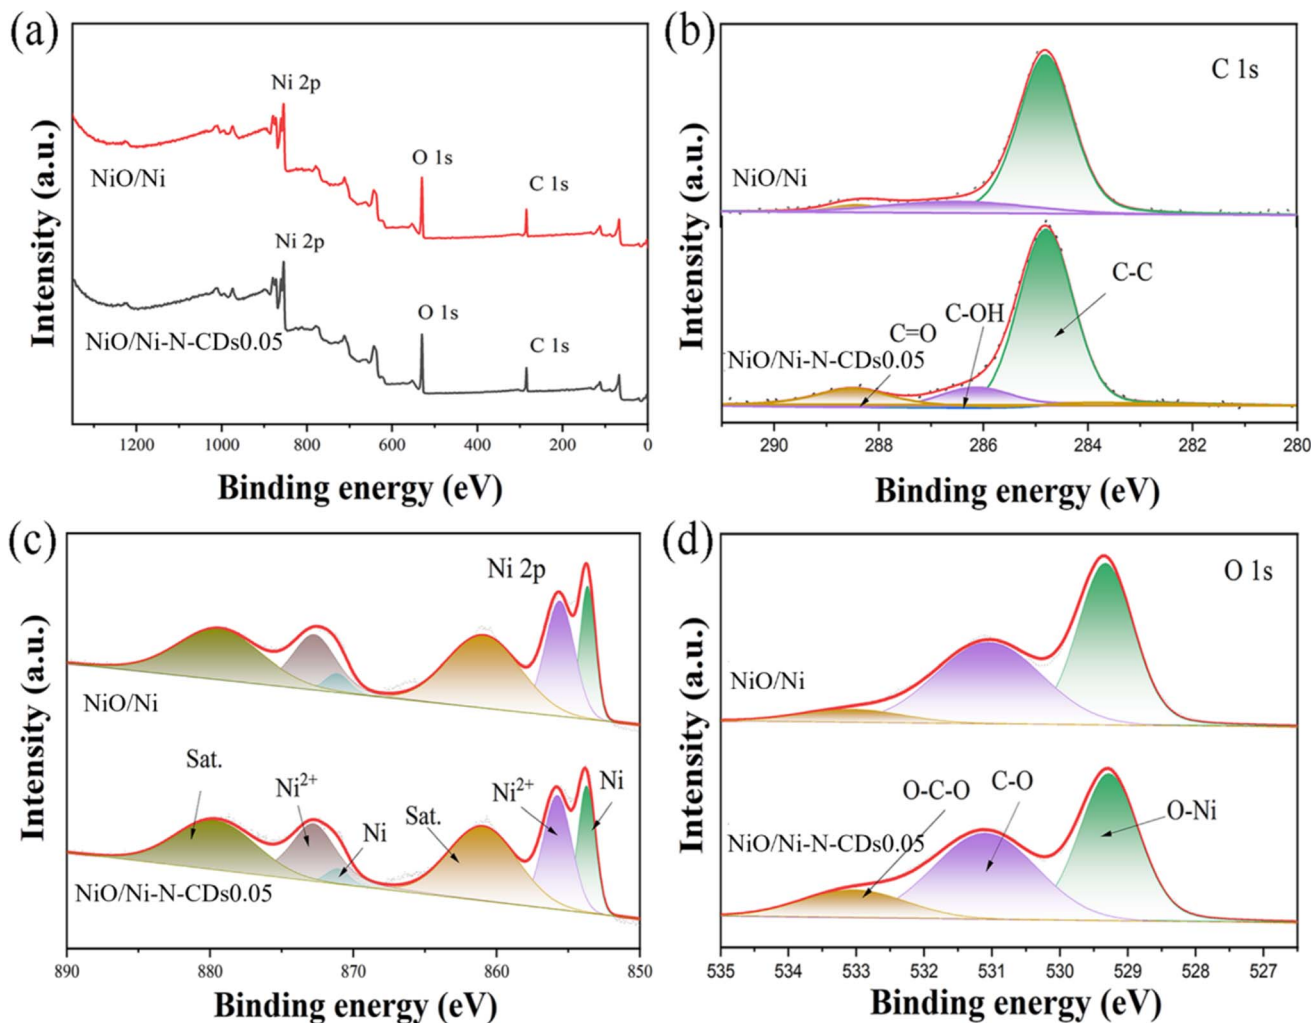 (a)
Ni 2p
O 1s
C 1s
NiO/Ni
Ni 2p
O 1s
C 1s
NiO/Ni-N-CDs0.05
Intensity (a.u.)
1200 1000 800 600 400 200 0
Binding energy (eV)
(b)
C 1s
NiO/Ni
C-C
C-OH
C=O
NiO/Ni-N-CDs0.05
Intensity (a.u.)
290 288 286 284 282 280
Binding energy (eV)
(c)
Ni 2p
NiO/Ni
Sat.
Ni²⁺
Ni
Sat.
Ni²⁺
Ni
NiO/Ni-N-CDs0.05
Intensity (a.u.)
890 880 870 860 850
Binding energy (eV)
(d)
O 1s
NiO/Ni
O-C-O
C-O
O-Ni
NiO/Ni-N-CDs0.05
Intensity (a.u.)
535 534 533 532 531 530 529 528 527
Binding energy (eV)